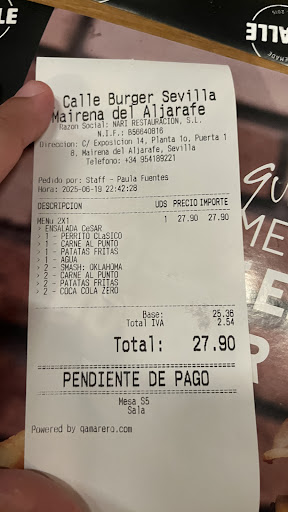 LE
CALLE
2015
Calle Burger Sevilla
Mairena del Aljarafe
Razon Social: NARI RESTAURACION, S.L.
N.I.F.: B56640816
Direccion: C/ Exposicion 14, Planta 1o, Puerta 1
8, Mairena del Aljarafe, Sevilla
Telefono: +34 954189221
Pedido por: Staff - Paula Fuentes
Hora: 2025-06-19 22:42:28
DESCRIPCION UDS PRECIO IMPORTE
MENu 2X1 1 27.90 27.90
> ENSALADA CeSAR
> 1 - PERRITO CLaSICO
> 1 - CARNE AL PUNTO
> 1 - PATATAS FRITAS
> 1 - AGUA
> 2 - SMASH: OKLAHOMA
> 2 - CARNE AL PUNTO
> 2 - PATATAS FRITAS
> 2 - COCA COLA ZERO
Base: 25.36
Total IVA 2.54
Total: 27.90
PENDIENTE DE PAGO
Mesa S5
Sala
Powered by qamarero.com